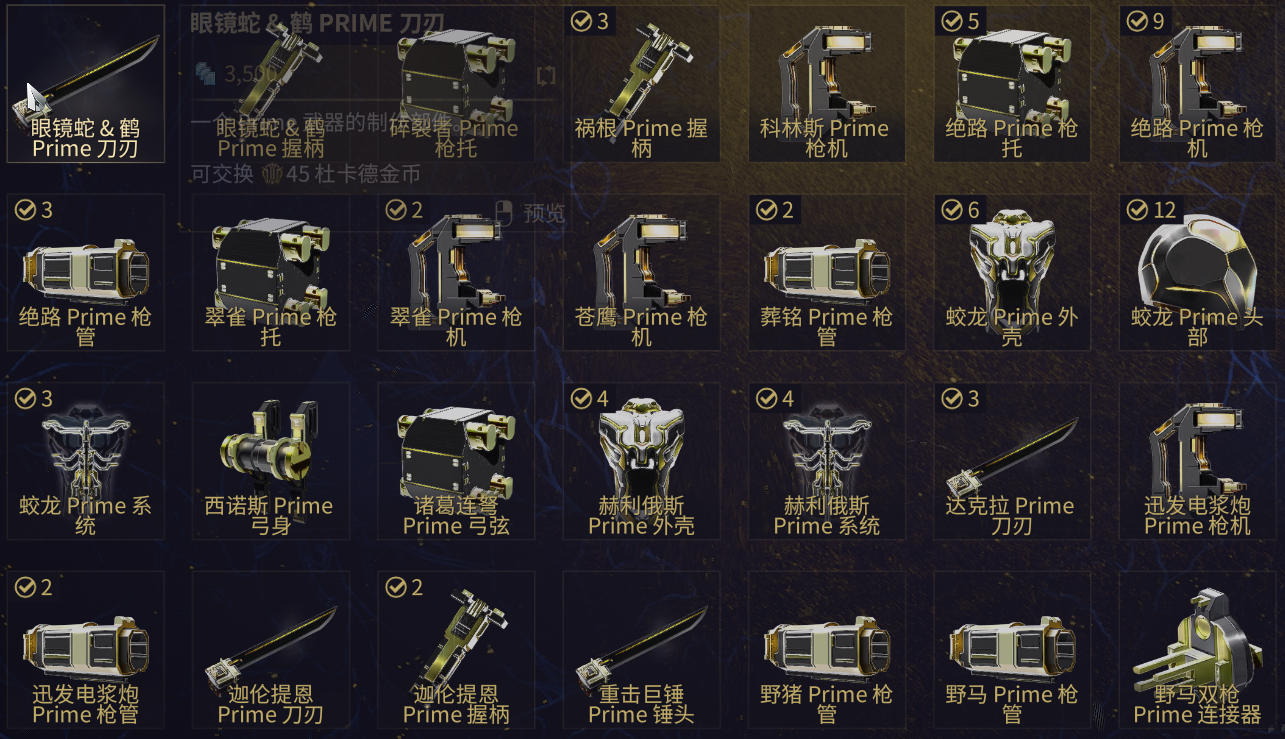 眼镜蛇 & 鹤
Prime 刀刃
眼镜蛇 & 鹤 PRIME 刀刃
3,500
一个 Prime 武器的制作部件。
可交换 45 杜卡德金币
预览
眼镜蛇 & 鹤
Prime 握柄
碎裂者 Prime
枪托
3
祸根 Prime 握
柄
科林斯 Prime
枪机
5
绝路 Prime 枪
托
9
绝路 Prime 枪
机
3
绝路 Prime 枪
管
翠雀 Prime 枪
托
2
翠雀 Prime 枪
机
苍鹰 Prime 枪
机
2
葬铭 Prime 枪
管
6
蛟龙 Prime 外
壳
12
蛟龙 Prime 头
部
3
蛟龙 Prime 系
统
西诺斯 Prime
弓身
诸葛连弩
Prime 弓弦
4
赫利俄斯
Prime 外壳
4
赫利俄斯
Prime 系统
3
达克拉 Prime
刀刃
迅发电浆炮
Prime 枪机
2
迅发电浆炮
Prime 枪管
迦伦提恩
Prime 刀刃
2
迦伦提恩
Prime 握柄
重击巨锤
Prime 锤头
野猪 Prime 枪
管
野马 Prime 枪
管
野马双枪
Prime 连接器